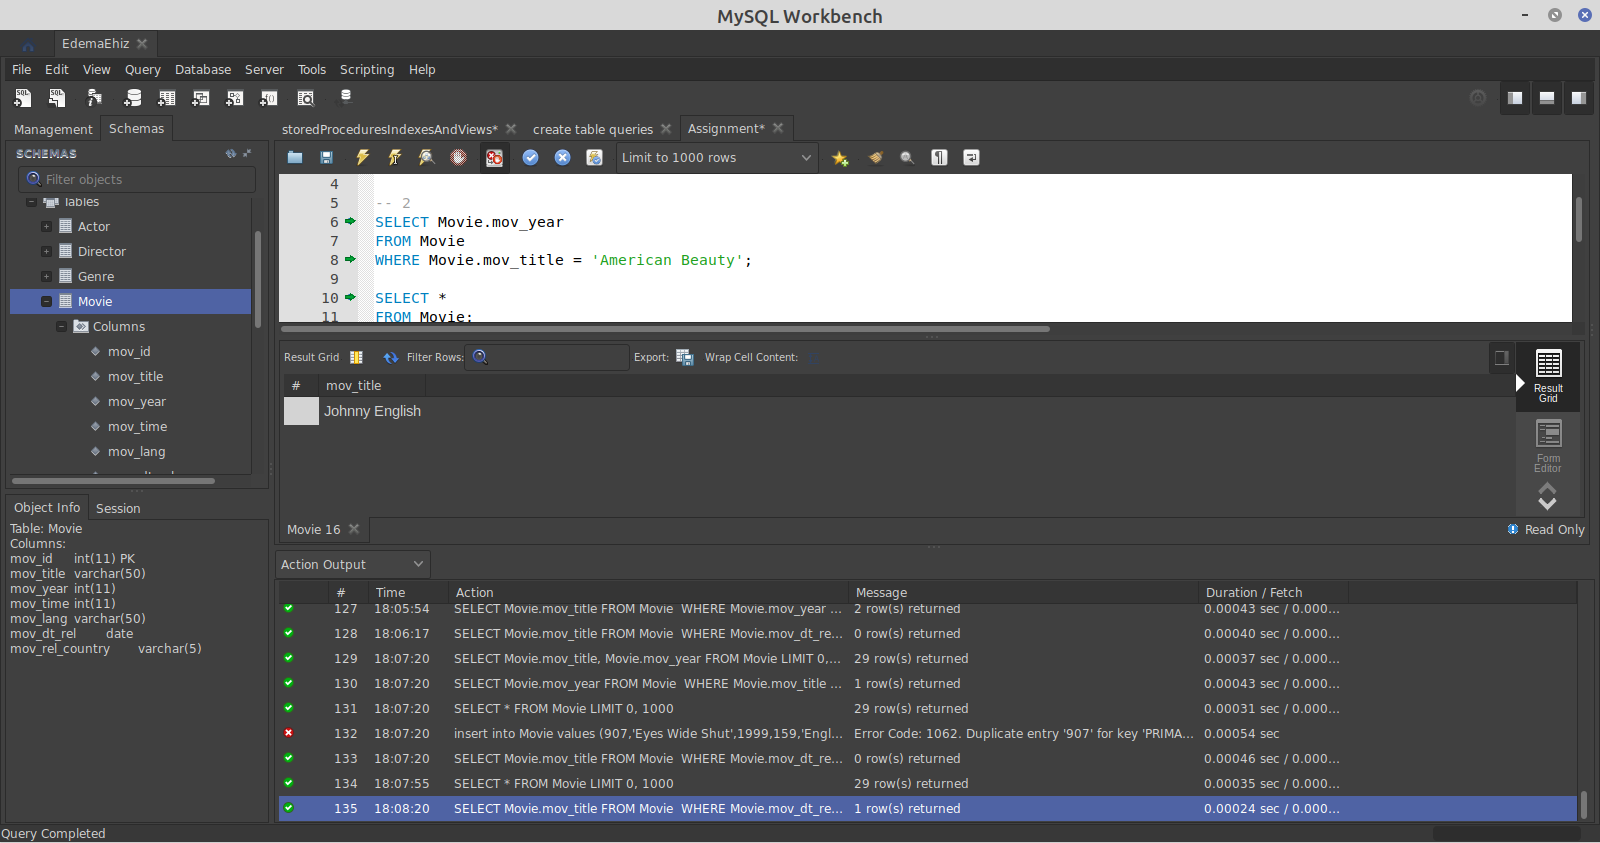 MySQL Workbench
EdemaEhiz
File Edit View Query Database Server Tools Scripting Help
Management Schemas
storedProceduresIndexesAndViews* create table queries Assignment*
SCHEMAS
Filter objects
Tables
Actor
Director
Genre
Movie
Columns
mov_id
mov_title
mov_year
mov_time
mov_lang
Object Info Session
Table: Movie
Columns:
mov_id int(11) PK
mov_title varchar(50)
mov_year int(11)
mov_time int(11)
mov_lang varchar(50)
mov_dt_rel date
mov_rel_country varchar(5)
Limit to 1000 rows
4
5 -- 2
6 SELECT Movie.mov_year
7 FROM Movie
8 WHERE Movie.mov_title = 'American Beauty';
9
10 SELECT *
11 FROM Movie;
Result Grid Filter Rows: Export: Wrap Cell Content:
# mov_title
Johnny English
Result
Grid
Form
Editor
Movie 16 Read Only
Action Output
# Time Action Message Duration / Fetch
127 18:05:54 SELECT Movie.mov_title FROM Movie WHERE Movie.mov_year ... 2 row(s) returned 0.00043 sec / 0.000...
128 18:06:17 SELECT Movie.mov_title FROM Movie WHERE Movie.mov_dt_re... 0 row(s) returned 0.00040 sec / 0.000...
129 18:07:20 SELECT Movie.mov_title, Movie.mov_year FROM Movie LIMIT 0,... 29 row(s) returned 0.00037 sec / 0.000...
130 18:07:20 SELECT Movie.mov_year FROM Movie WHERE Movie.mov_title ... 1 row(s) returned 0.00043 sec / 0.000...
131 18:07:20 SELECT * FROM Movie LIMIT 0, 1000 29 row(s) returned 0.00031 sec / 0.000...
132 18:07:20 insert into Movie values (907,'Eyes Wide Shut',1999,159,'Engl... Error Code: 1062. Duplicate entry '907' for key 'PRIMA... 0.00054 sec
133 18:07:20 SELECT Movie.mov_title FROM Movie WHERE Movie.mov_dt_re... 0 row(s) returned 0.00046 sec / 0.000...
134 18:07:55 SELECT * FROM Movie LIMIT 0, 1000 29 row(s) returned 0.00035 sec / 0.000...
135 18:08:20 SELECT Movie.mov_title FROM Movie WHERE Movie.mov_dt_re... 1 row(s) returned 0.00024 sec / 0.000...
Query Completed